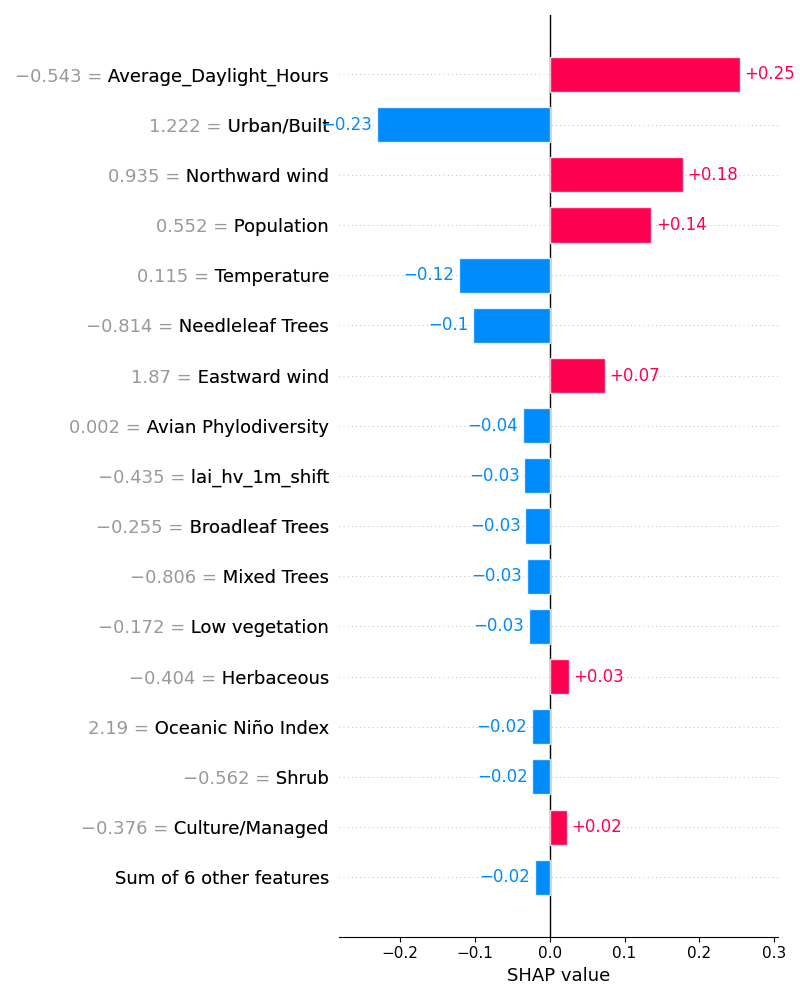 −0.543 = Average_Daylight_Hours +0.25
1.222 = Urban/Built −0.23
0.935 = Northward wind +0.18
0.552 = Population +0.14
0.115 = Temperature −0.12
−0.814 = Needleleaf Trees −0.1
1.87 = Eastward wind +0.07
0.002 = Avian Phylodiversity −0.04
−0.435 = lai_hv_1m_shift −0.03
−0.255 = Broadleaf Trees −0.03
−0.806 = Mixed Trees −0.03
−0.172 = Low vegetation −0.03
−0.404 = Herbaceous +0.03
2.19 = Oceanic Niño Index −0.02
−0.562 = Shrub −0.02
−0.376 = Culture/Managed +0.02
Sum of 6 other features −0.02
−0.2 −0.1 0.0 0.1 0.2 0.3
SHAP value